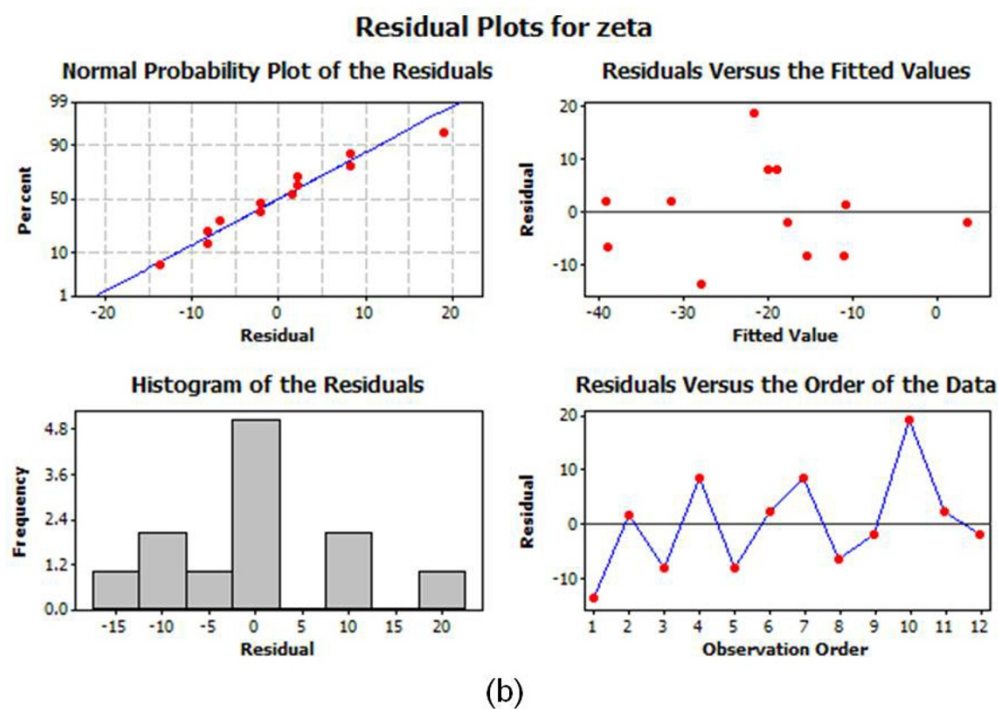 Residual Plots for zeta
Normal Probability Plot of the Residuals
99
90
50
10
1
Percent
-20 -10 0 10 20
Residual
Residuals Versus the Fitted Values
20
10
0
-10
Residual
-40 -30 -20 -10 0
Fitted Value
Histogram of the Residuals
4.8
3.6
2.4
1.2
0.0
Frequency
-15 -10 -5 0 5 10 15 20
Residual
Residuals Versus the Order of the Data
20
10
0
-10
Residual
1 2 3 4 5 6 7 8 9 10 11 12
Observation Order
(b)